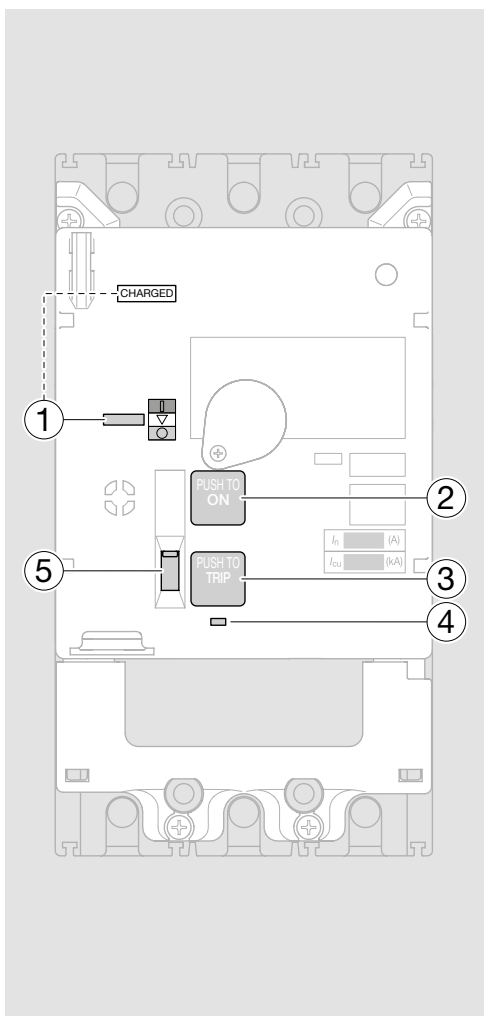 CHARGED
1
PUSH TO
ON
2
In (A)
Icu (kA)
5
PUSH TO
TRIP
3
4